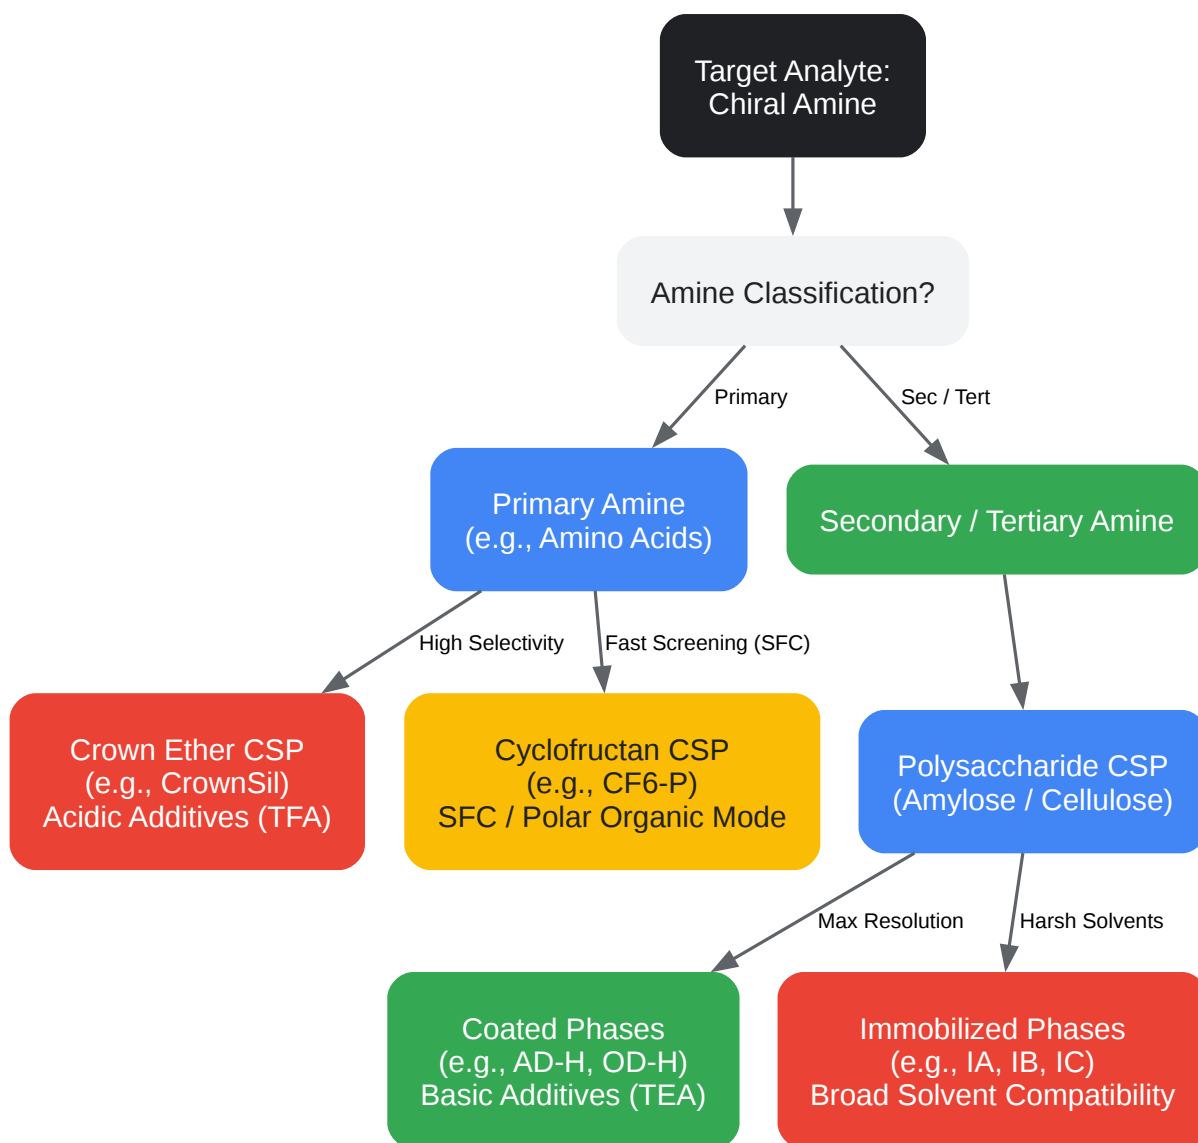 Target Analyte:
Chiral Amine
Amine Classification?
Primary
Sec / Tert
Primary Amine
(e.g., Amino Acids)
Secondary / Tertiary Amine
High Selectivity
Fast Screening (SFC)
Crown Ether CSP
(e.g., CrownSil)
Acidic Additives (TFA)
Cyclofructan CSP
(e.g., CF6-P)
SFC / Polar Organic Mode
Polysaccharide CSP
(Amylose / Cellulose)
Max Resolution
Harsh Solvents
Coated Phases
(e.g., AD-H, OD-H)
Basic Additives (TEA)
Immobilized Phases
(e.g., IA, IB, IC)
Broad Solvent Compatibility